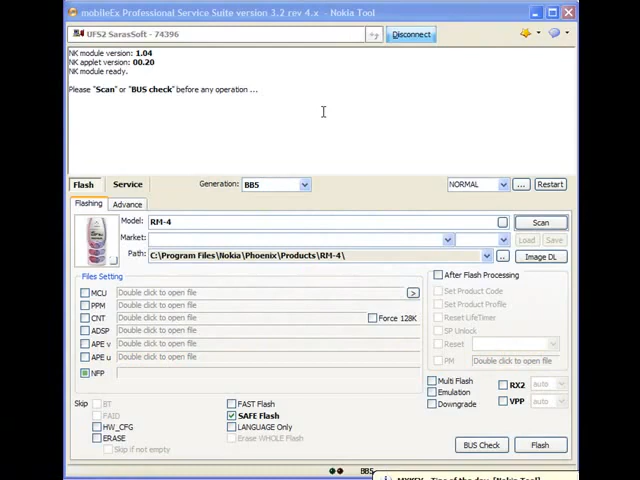 mobileEx Professional Service Suite version 3.2 rev 4.x - Nokia Tool
UFS2 SarasSoft - 74396
Disconnect
NK module version: 1.04
NK applet version: 00.20
NK module ready.
Please "Scan" or "BUS check" before any operation ...
Flash Service Generation: BB5 NORMAL ... Restart
Flashing Advance
Model: RM-4 Scan
Market: Load Save
Path: C:\Program Files\Nokia\Phoenix\Products\RM-4\ .. Image DL
Files Setting
After Flash Processing
MCU Double click to open file >
Set Product Code
PPM Double click to open file
Set Product Profile
CNT Double click to open file Force 128K
Reset LifeTimer
ADSP Double click to open file
SP Unlock
APE v Double click to open file
Reset
APE u Double click to open file
PM Double click to open file
NFP
Multi Flash
RX2 auto
Emulation
Downgrade
VPP auto
Skip BT
FAST Flash
FAID
SAFE Flash
HW_CFG
LANGUAGE Only
ERASE
Erase WHOLE Flash
Skip if not empty
BUS Check Flash
BB5